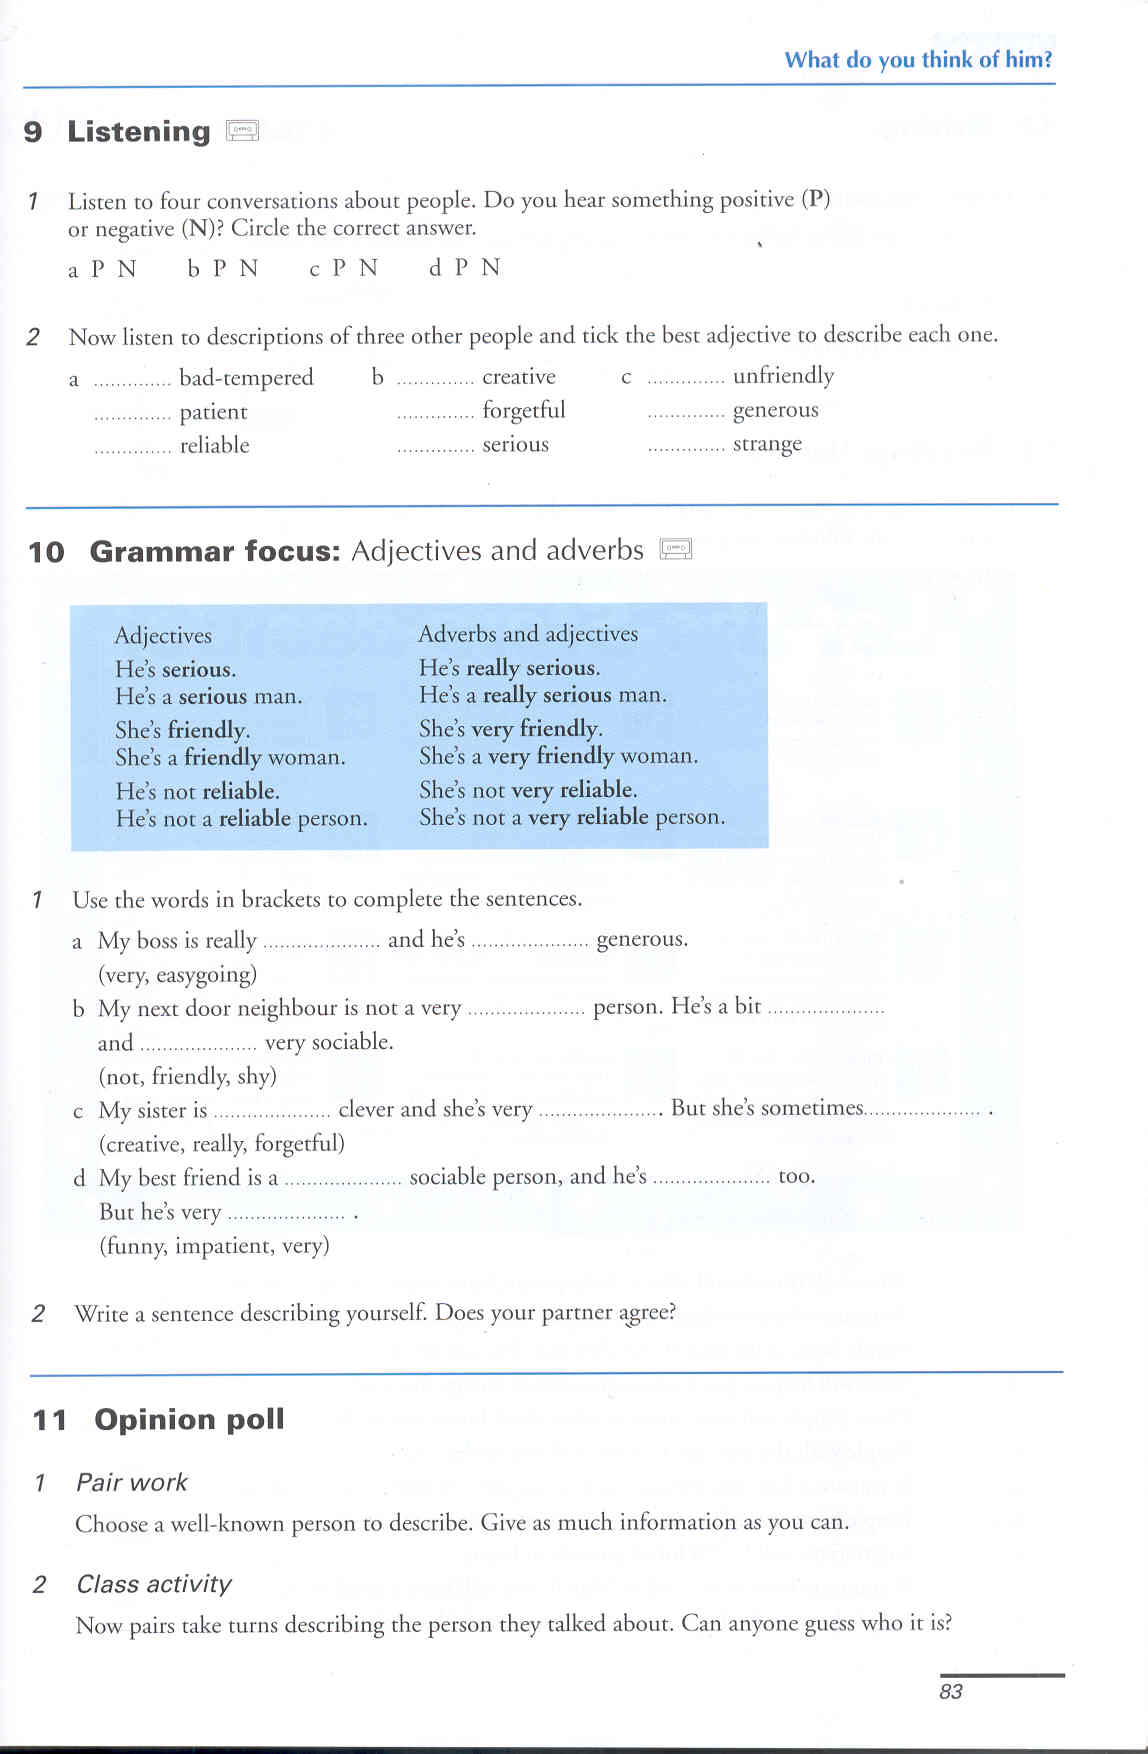 What do you think of him?
9 Listening
1 Listen to four conversations about people. Do you hear something positive (P)
or negative (N)? Circle the correct answer.
a P N b P N c P N d P N
2 Now listen to descriptions of three other people and tick the best adjective to describe each one.
a .............. bad-tempered b .............. creative c .............. unfriendly
.............. patient .............. forgetful .............. generous
.............. reliable .............. serious .............. strange
10 Grammar focus: Adjectives and adverbs
Adjectives Adverbs and adjectives
He's serious. He's really serious.
He's a serious man. He's a really serious man.
She's friendly. She's very friendly.
She's a friendly woman. She's a very friendly woman.
He's not reliable. She's not very reliable.
He's not a reliable person. She's not a very reliable person.
1 Use the words in brackets to complete the sentences.
a My boss is really ..................... and he's ..................... generous.
(very, easygoing)
b My next door neighbour is not a very ..................... person. He's a bit .....................
and ..................... very sociable.
(not, friendly, shy)
c My sister is ..................... clever and she's very ...................... But she's sometimes..................... .
(creative, really, forgetful)
d My best friend is a ..................... sociable person, and he's ..................... too.
But he's very ..................... .
(funny, impatient, very)
2 Write a sentence describing yourself. Does your partner agree?
11 Opinion poll
1 Pair work
Choose a well-known person to describe. Give as much information as you can.
2 Class activity
Now pairs take turns describing the person they talked about. Can anyone guess who it is?
83